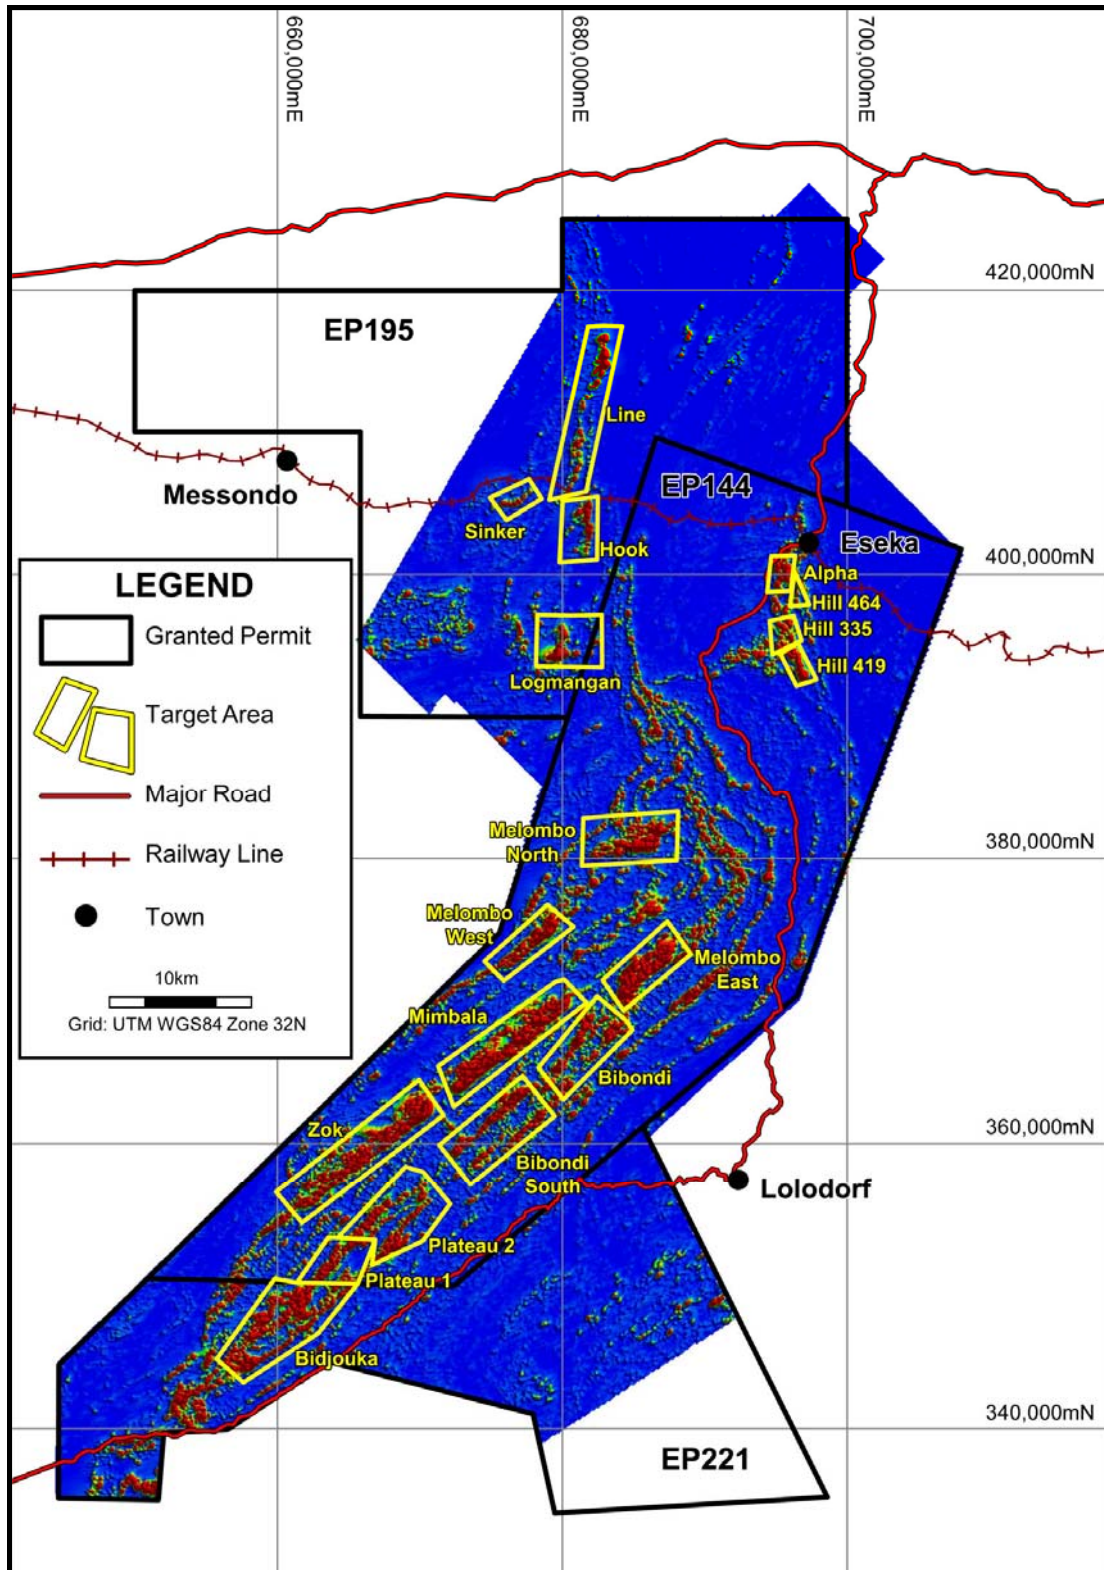 660,000mE
680,000mE
700,000mE
420,000mN
EP195
Line
EP144
Messondo
Sinker
Hook
Eseka
400,000mN
Alpha
Hill 464
Hill 335
Hill 419
Logmangan
LEGEND
Granted Permit
Target Area
Major Road
Railway Line
Town
10km
Grid: UTM WGS84 Zone 32N
Melombo
North
380,000mN
Melombo
West
Melombo
East
Mimbala
Bibondi
Zok
360,000mN
Bibondi
South
Lolodorf
Plateau 2
Plateau 1
Bidjouka
340,000mN
EP221